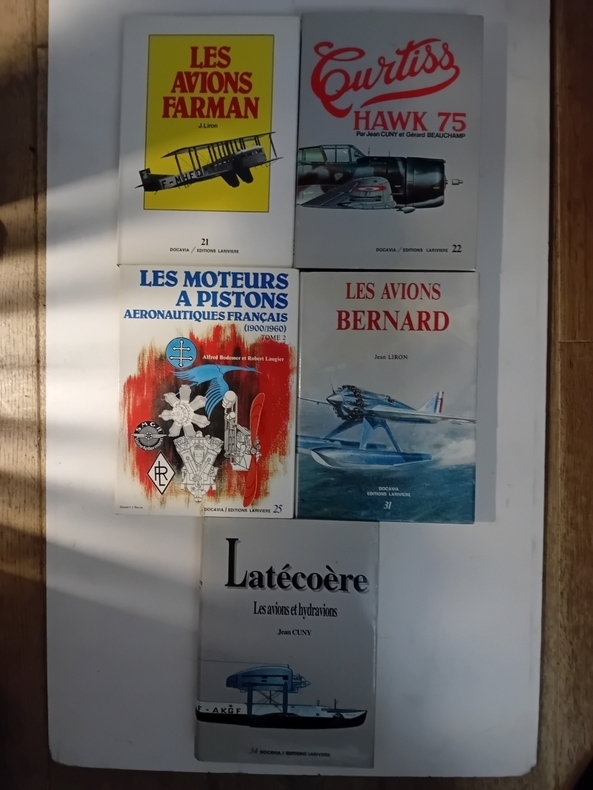 LES
AVIONS
FARMAN
J.Liron
21
DOCAVIA / EDITIONS LARIVIERE
Curtiss
HAWK 75
Par Jean CUNY et Gérard BEAUCHAMP
DOCAVIA / EDITIONS LARIVIERE 22
LES MOTEURS
A PISTONS
AERONAUTIQUES FRANÇAIS
(1900/1960)
TOME 2
Alfred Bodemer et Robert Laugier
DOCAVIA / EDITIONS LARIVIERE 25
LES AVIONS
BERNARD
Jean LIRON
DOCAVIA
EDITIONS LARIVIERE
31
Latécoère
Les avions et hydravions
Jean CUNY
F-AKGF
34 DOCAVIA / EDITIONS LARIVIERE